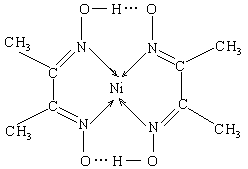 O—H···O
CH₃ N N CH₃
C C
Ni
C C
CH₃ N N CH₃
O···H—O